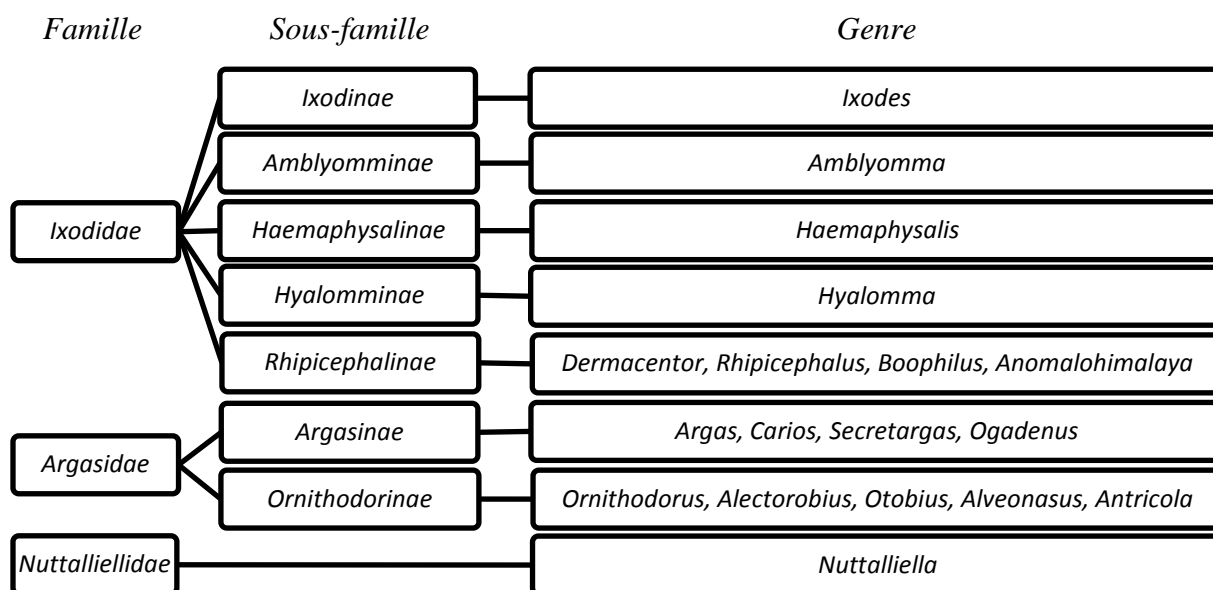 Famille Sous-famille Genre
Ixodinae Ixodes
Amblyomminae Amblyomma
Ixodidae Haemaphysalinae Haemaphysalis
Hyalomminae Hyalomma
Rhipicephalinae Dermacentor, Rhipicephalus, Boophilus, Anomalohimalaya
Argasinae Argas, Carios, Secretargas, Ogadenus
Argasidae
Ornithodorinae Ornithodorus, Alectorobius, Otobius, Alveonasus, Antricola
Nuttalliellidae Nuttalliella